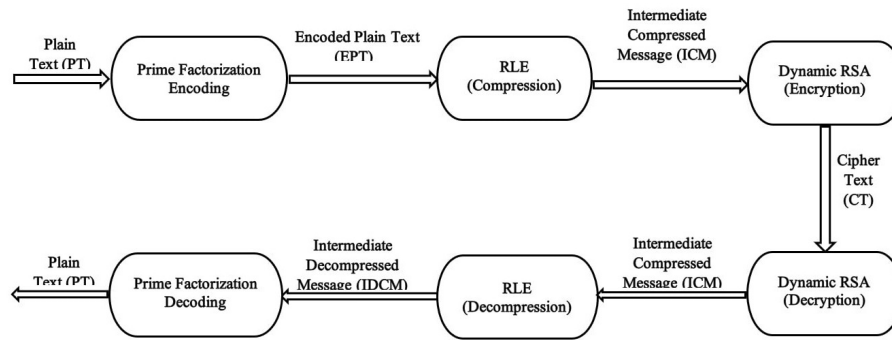 Plain
Text (PT)
Prime Factorization
Encoding
Encoded Plain Text
(EPT)
RLE
(Compression)
Intermediate
Compressed
Message (ICM)
Dynamic RSA
(Encryption)
Cipher
Text
(CT)
Plain
Text (PT)
Prime Factorization
Decoding
Intermediate
Decompressed
Message (IDCM)
RLE
(Decompression)
Intermediate
Compressed
Message (ICM)
Dynamic RSA
(Decryption)